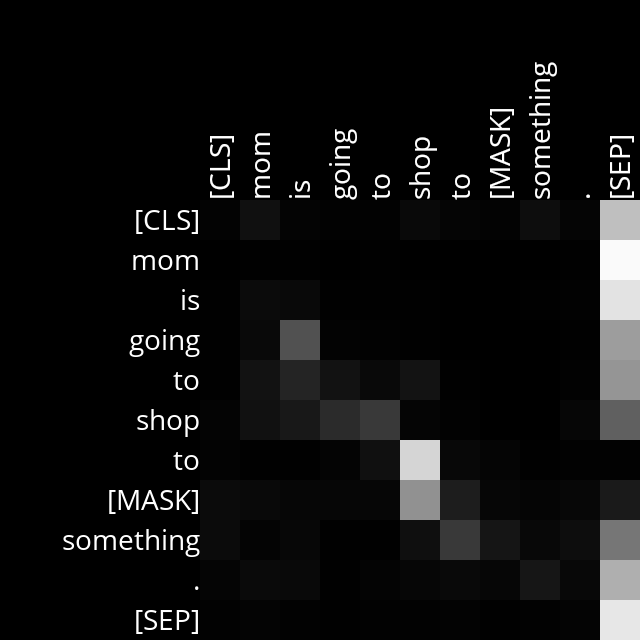 [CLS] mom is going to shop to [MASK] something . [SEP]
[CLS]
mom
is
going
to
shop
to
[MASK]
something
.
[SEP]